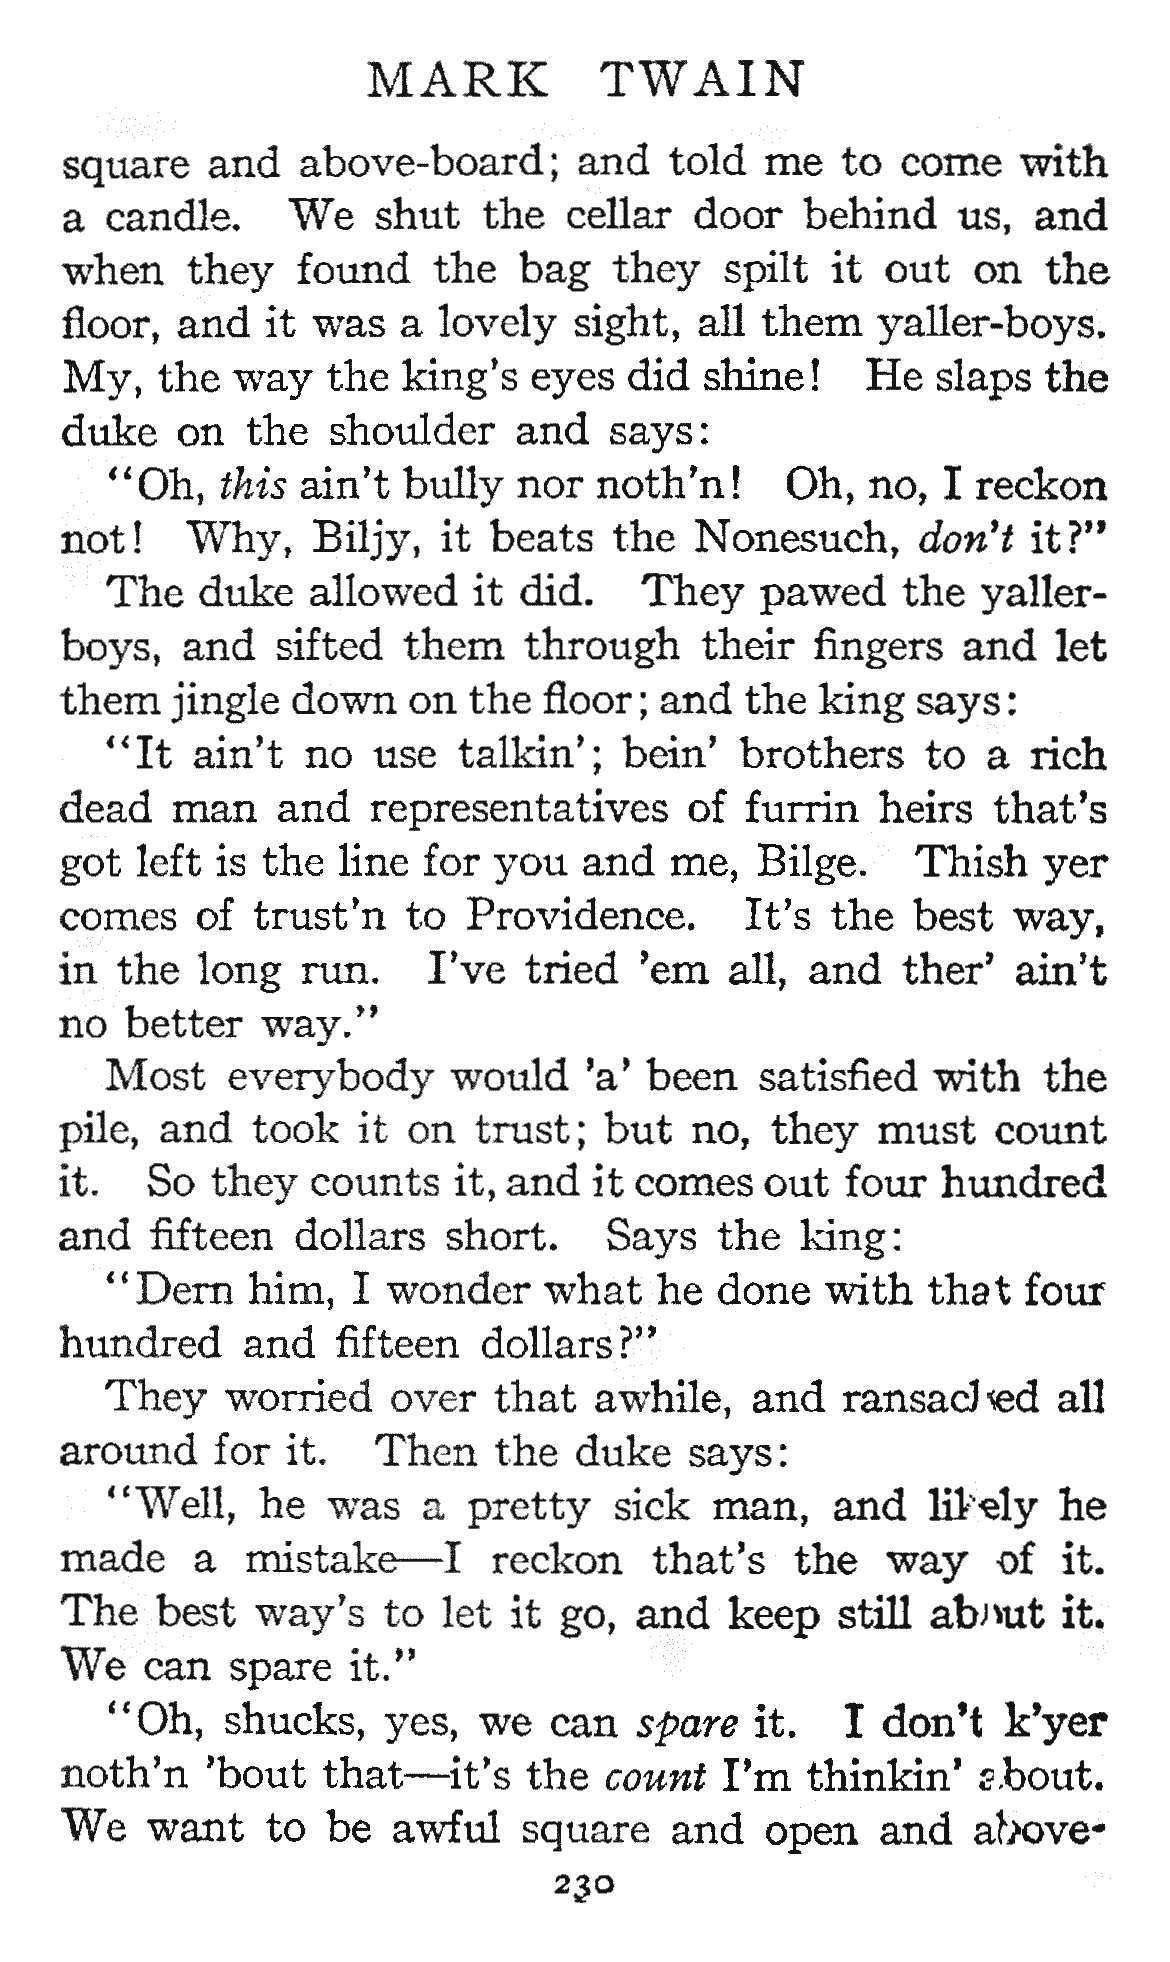 MARK TWAIN
square and above-board; and told me to come with
a candle. We shut the cellar door behind us, and
when they found the bag they spilt it out on the
floor, and it was a lovely sight, all them yaller-boys.
My, the way the king's eyes did shine! He slaps the
duke on the shoulder and says:
"Oh, this ain't bully nor noth'n! Oh, no, I reckon
not! Why, Biljy, it beats the Nonesuch, don't it?"
The duke allowed it did. They pawed the yaller-
boys, and sifted them through their fingers and let
them jingle down on the floor; and the king says:
"It ain't no use talkin'; bein' brothers to a rich
dead man and representatives of furrin heirs that's
got left is the line for you and me, Bilge. Thish yer
comes of trust'n to Providence. It's the best way,
in the long run. I've tried 'em all, and ther' ain't
no better way."
Most everybody would 'a' been satisfied with the
pile, and took it on trust; but no, they must count
it. So they counts it, and it comes out four hundred
and fifteen dollars short. Says the king:
"Dern him, I wonder what he done with that four
hundred and fifteen dollars?"
They worried over that awhile, and ransacked all
around for it. Then the duke says:
"Well, he was a pretty sick man, and likely he
made a mistake—I reckon that's the way of it.
The best way's to let it go, and keep still about it.
We can spare it."
"Oh, shucks, yes, we can spare it. I don't k'yer
noth'n 'bout that—it's the count I'm thinkin' about.
We want to be awful square and open and above-
230